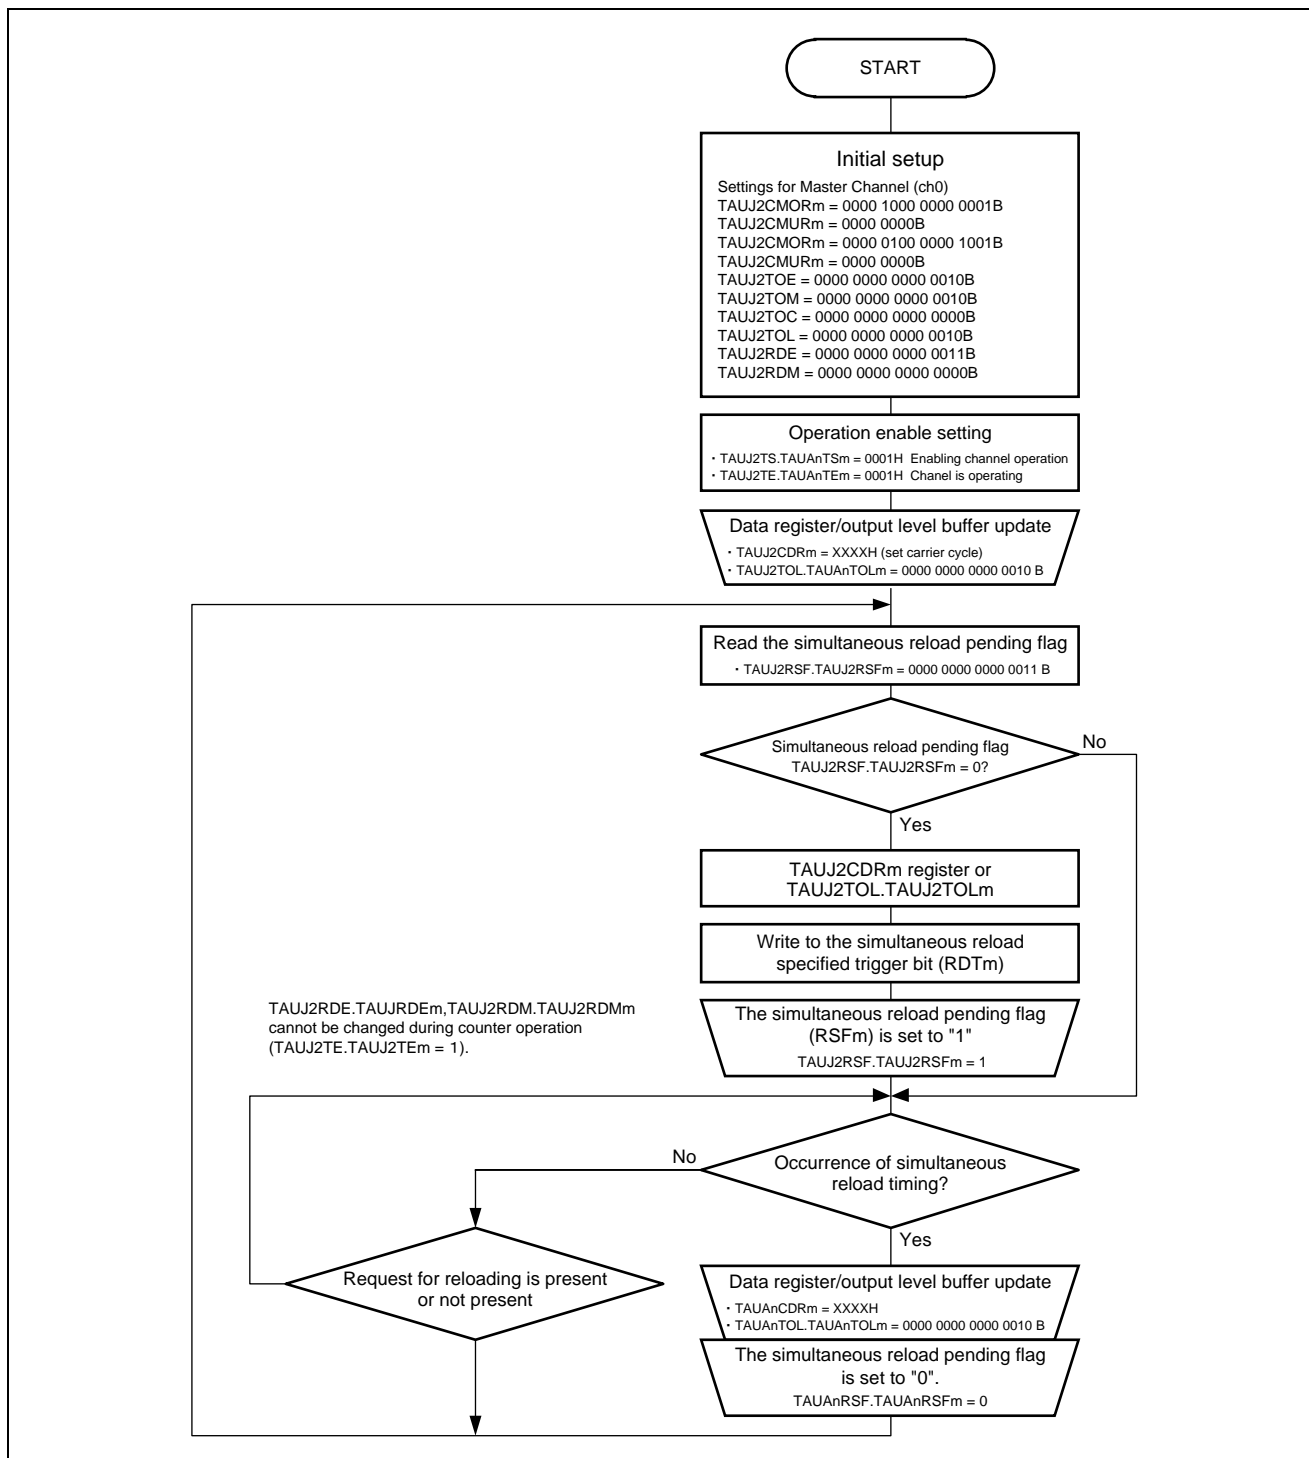 START
Initial setup
Settings for Master Channel (ch0)
TAUJ2CMORm = 0000 1000 0000 0001B
TAUJ2CMURm = 0000 0000B
TAUJ2CMORm = 0000 0100 0000 1001B
TAUJ2CMURm = 0000 0000B
TAUJ2TOE = 0000 0000 0000 0010B
TAUJ2TOM = 0000 0000 0000 0010B
TAUJ2TOC = 0000 0000 0000 0000B
TAUJ2TOL = 0000 0000 0000 0010B
TAUJ2RDE = 0000 0000 0000 0011B
TAUJ2RDM = 0000 0000 0000 0000B
Operation enable setting
・TAUJ2TS.TAUAnTSm = 0001H  Enabling channel operation
・TAUJ2TE.TAUAnTEm = 0001H  Chanel is operating
Data register/output level buffer update
・TAUJ2CDRm = XXXXH (set carrier cycle)
・TAUJ2TOL.TAUAnTOLm = 0000 0000 0000 0010 B
Read the simultaneous reload pending flag
・TAUJ2RSF.TAUJ2RSFm = 0000 0000 0000 0011 B
Simultaneous reload pending flag
TAUJ2RSF.TAUJ2RSFm = 0?
No
Yes
TAUJ2CDRm register or
TAUJ2TOL.TAUJ2TOLm
Write to the simultaneous reload
specified trigger bit (RDTm)
The simultaneous reload pending flag
(RSFm) is set to "1"
TAUJ2RSF.TAUJ2RSFm = 1
TAUJ2RDE.TAUJRDEm,TAUJ2RDM.TAUJ2RDMm
cannot be changed during counter operation
(TAUJ2TE.TAUJ2TEm = 1).
Occurrence of simultaneous
reload timing?
No
Yes
Request for reloading is present
or not present
Data register/output level buffer update
・TAUAnCDRm = XXXXH
・TAUAnTOL.TAUAnTOLm = 0000 0000 0000 0010 B
The simultaneous reload pending flag
is set to "0".
TAUAnRSF.TAUAnRSFm = 0